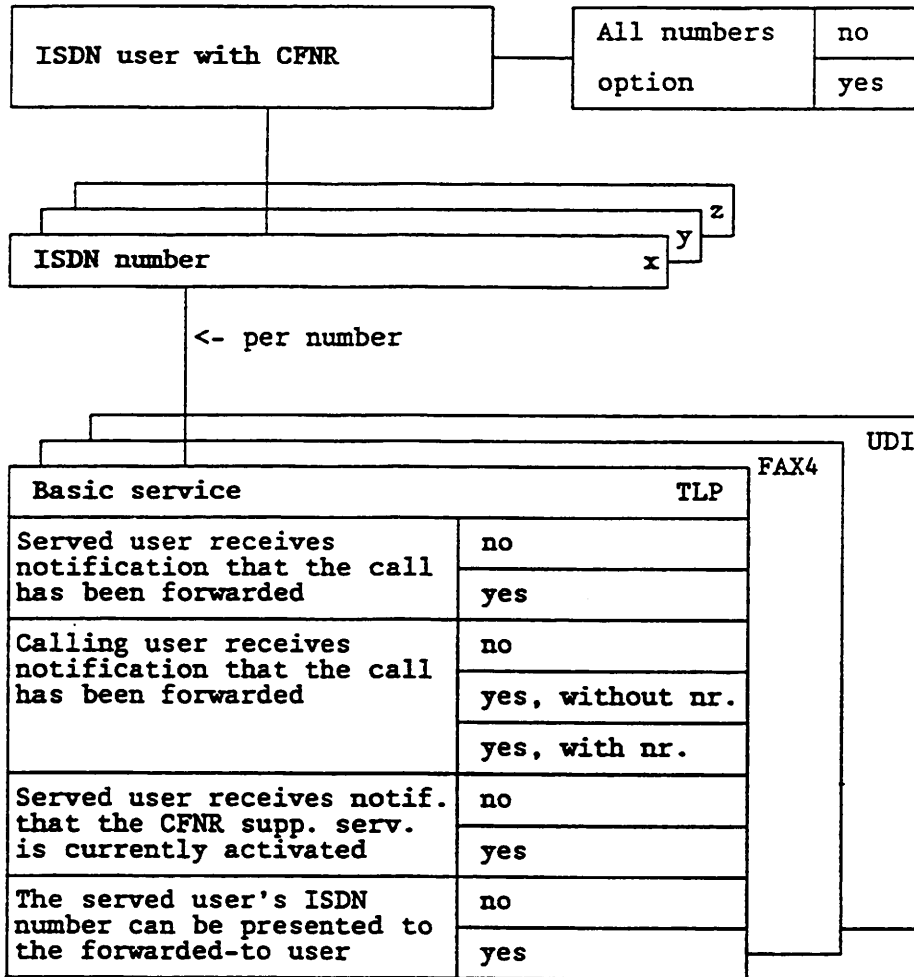 ISDN user with CFNR
All numbers
option
no
yes
z
y
ISDN number x
<- per number
UDI
FAX4
Basic service TLP
Served user receives
notification that the call
has been forwarded
no
yes
Calling user receives
notification that the call
has been forwarded
no
yes, without nr.
yes, with nr.
Served user receives notif.
that the CFNR supp. serv.
is currently activated
no
yes
The served user's ISDN
number can be presented to
the forwarded-to user
no
yes